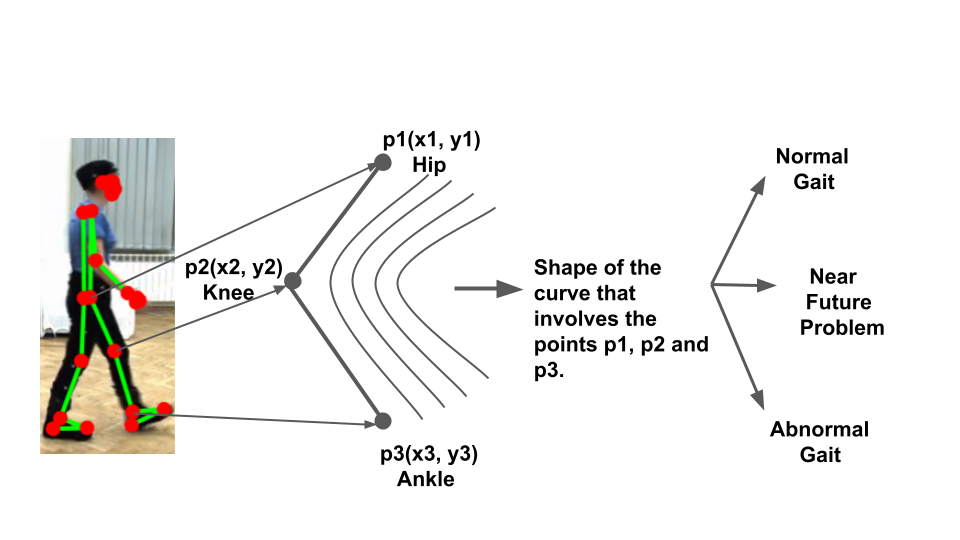 p1(x1, y1)
Hip
p2(x2, y2)
Knee
p3(x3, y3)
Ankle
Shape of the
curve that
involves the
points p1, p2 and
p3.
Normal
Gait
Near
Future
Problem
Abnormal
Gait